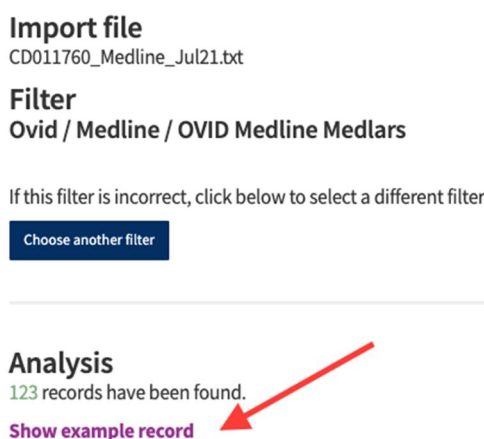 Import file
CD011760_Medline_Jul21.txt
Filter
Ovid / Medline / OVID Medline Medlars
If this filter is incorrect, click below to select a different filter
Choose another filter
Analysis
123 records have been found.
Show example record